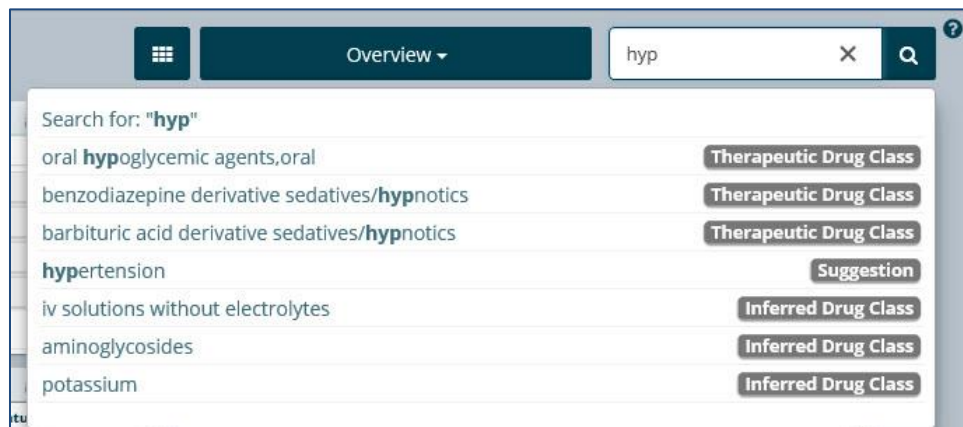 Overview
hyp
Search for: "hyp"
oral hypoglycemic agents,oral Therapeutic Drug Class
benzodiazepine derivative sedatives/hypnotics Therapeutic Drug Class
barbituric acid derivative sedatives/hypnotics Therapeutic Drug Class
hypertension Suggestion
iv solutions without electrolytes Inferred Drug Class
aminoglycosides Inferred Drug Class
potassium Inferred Drug Class